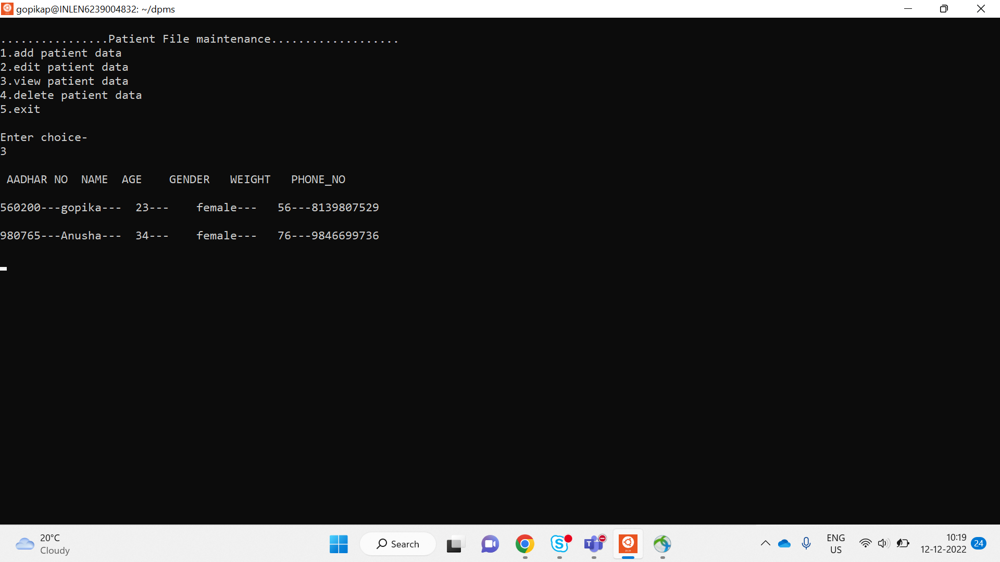 gopikap@INLEN6239004832: ~/dpms
................Patient File maintenance...................
1.add patient data
2.edit patient data
3.view patient data
4.delete patient data
5.exit
Enter choice-
3
AADHAR NO  NAME  AGE    GENDER   WEIGHT   PHONE_NO
560200---gopika---  23---    female---   56---8139807529
980765---Anusha---  34---    female---   76---9846699736
20°C
Cloudy
Search
ENG
US
10:19
12-12-2022
24